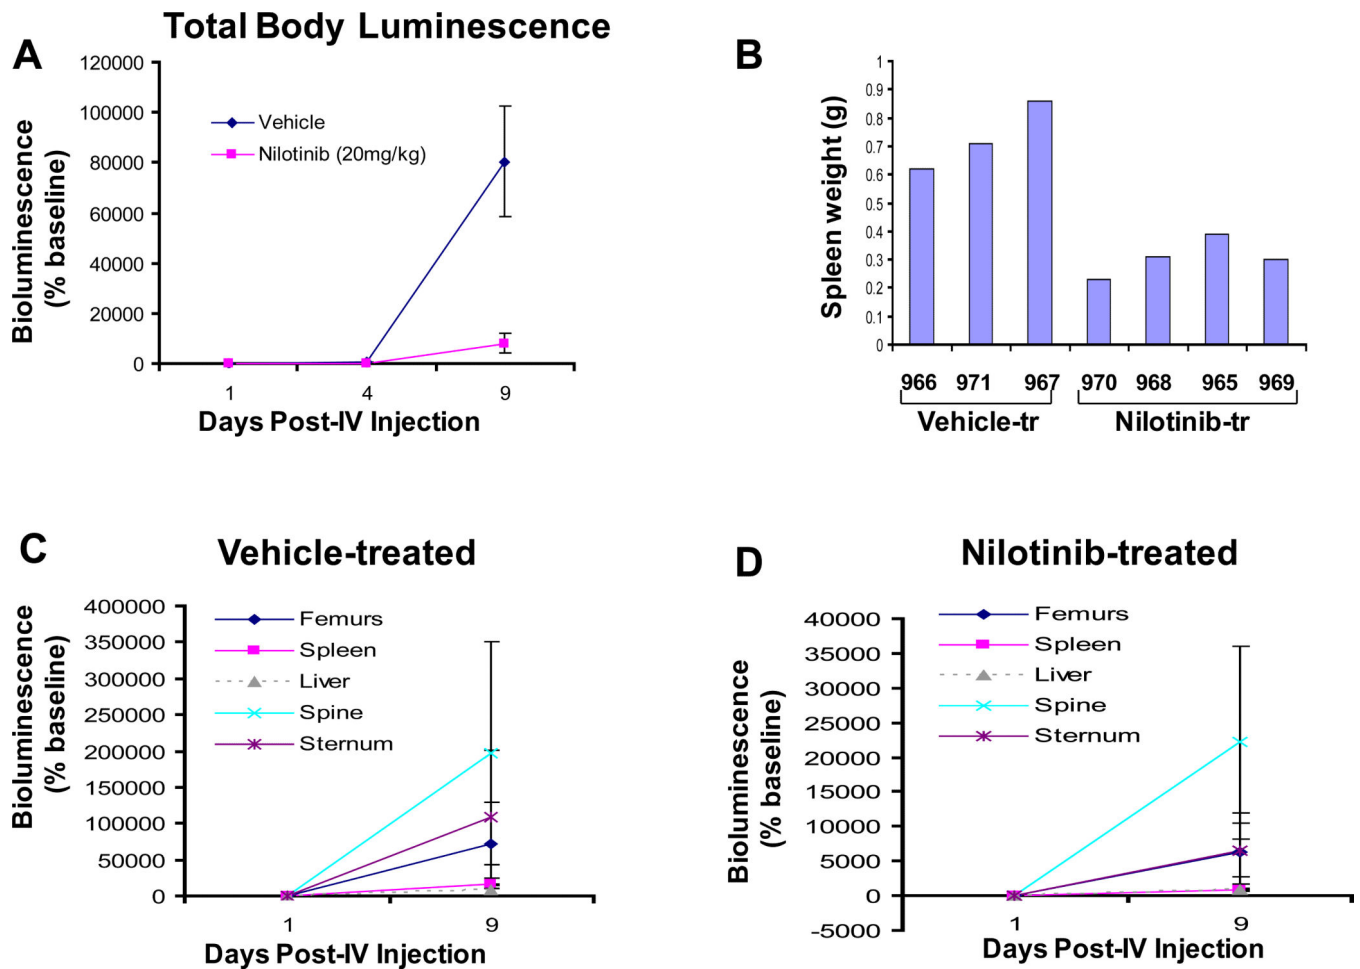 A
Total Body Luminescence
Bioluminescence
(% baseline)
120000
100000
80000
60000
40000
20000
0
Vehicle
Nilotinib (20mg/kg)
1 4 9
Days Post-IV Injection
B
Spleen weight (g)
1
0.9
0.8
0.7
0.6
0.5
0.4
0.3
0.2
0.1
0
966 971 967 970 968 965 969
Vehicle-tr Nilotinib-tr
C
Vehicle-treated
Bioluminescence
(% baseline)
400000
350000
300000
250000
200000
150000
100000
50000
0
Femurs
Spleen
Liver
Spine
Sternum
1 9
Days Post-IV Injection
D
Nilotinib-treated
Bioluminescence
(% baseline)
40000
35000
30000
25000
20000
15000
10000
5000
0
-5000
Femurs
Spleen
Liver
Spine
Sternum
1 9
Days Post-IV Injection